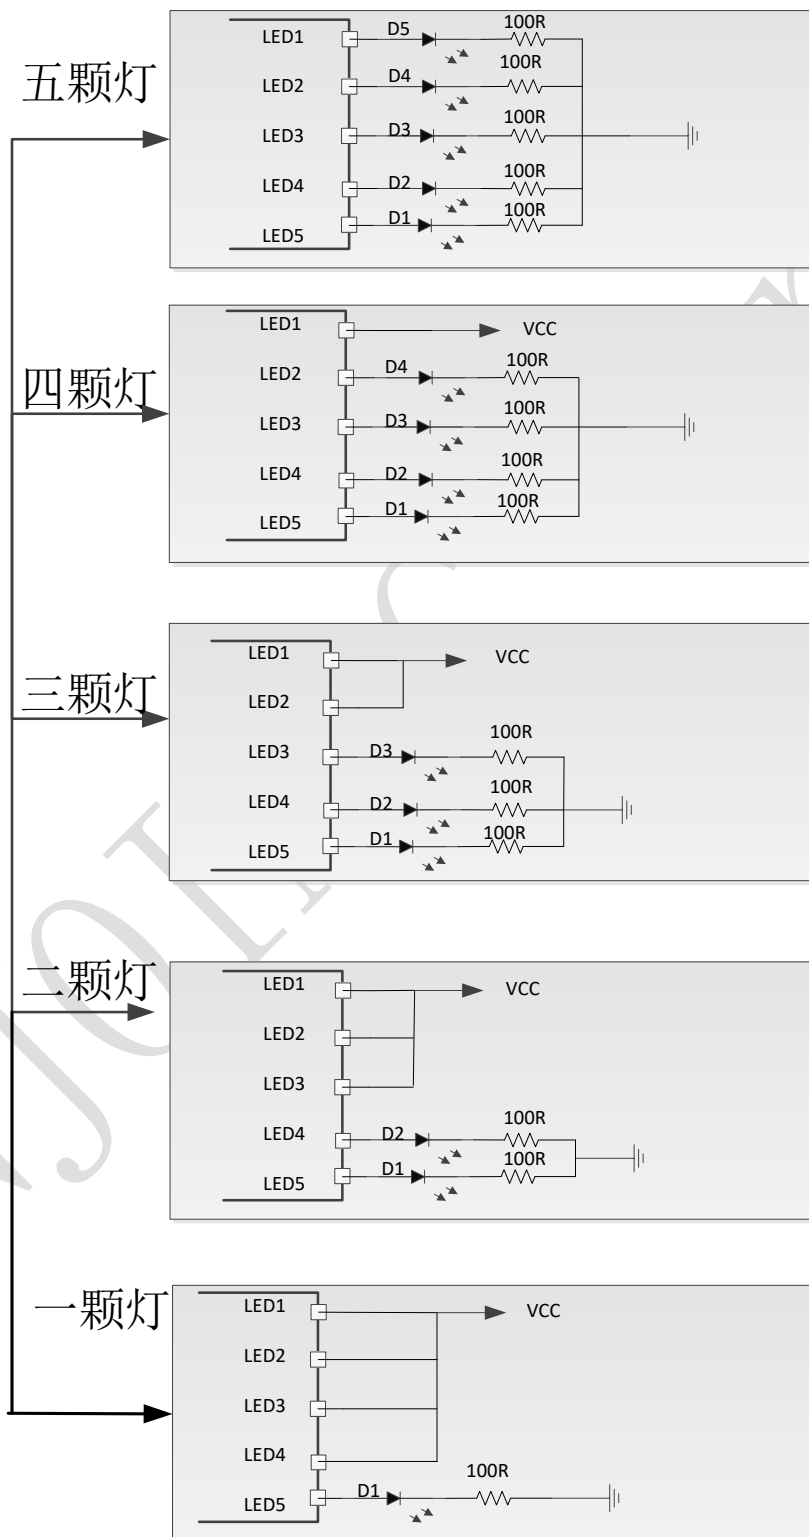 五颗灯
LED1
D5
100R
LED2
D4
100R
LED3
D3
100R
LED4
D2
100R
LED5
D1
100R
四颗灯
LED1
VCC
LED2
D4
100R
LED3
D3
100R
LED4
D2
100R
LED5
D1
100R
三颗灯
LED1
VCC
LED2
LED3
D3
100R
LED4
D2
100R
LED5
D1
100R
二颗灯
LED1
VCC
LED2
LED3
LED4
D2
100R
LED5
D1
100R
一颗灯
LED1
VCC
LED2
LED3
LED4
LED5
D1
100R